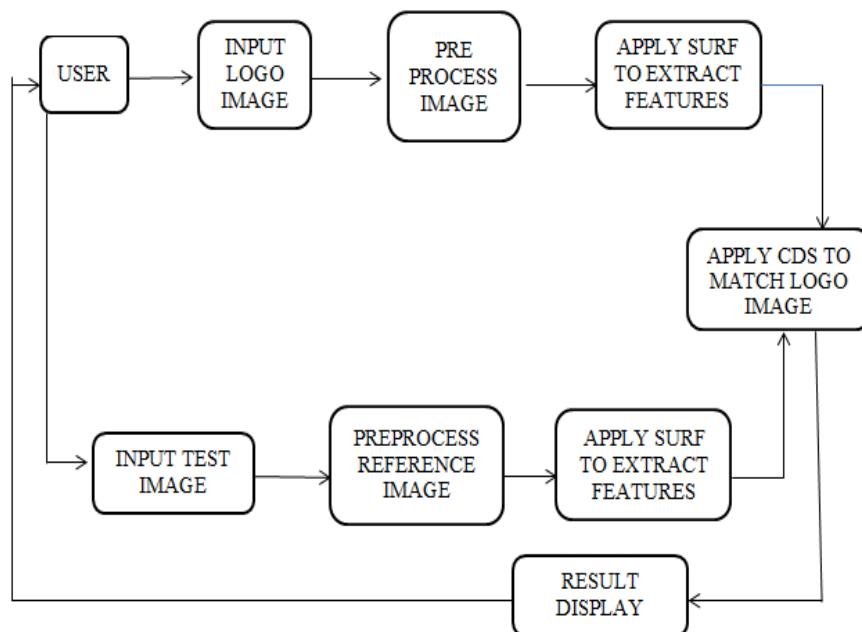 USER
INPUT
LOGO
IMAGE
PRE
PROCESS
IMAGE
APPLY SURF
TO EXTRACT
FEATURES
APPLY CDS TO
MATCH LOGO
IMAGE
INPUT TEST
IMAGE
PREPROCESS
REFERENCE
IMAGE
APPLY SURF
TO EXTRACT
FEATURES
RESULT
DISPLAY